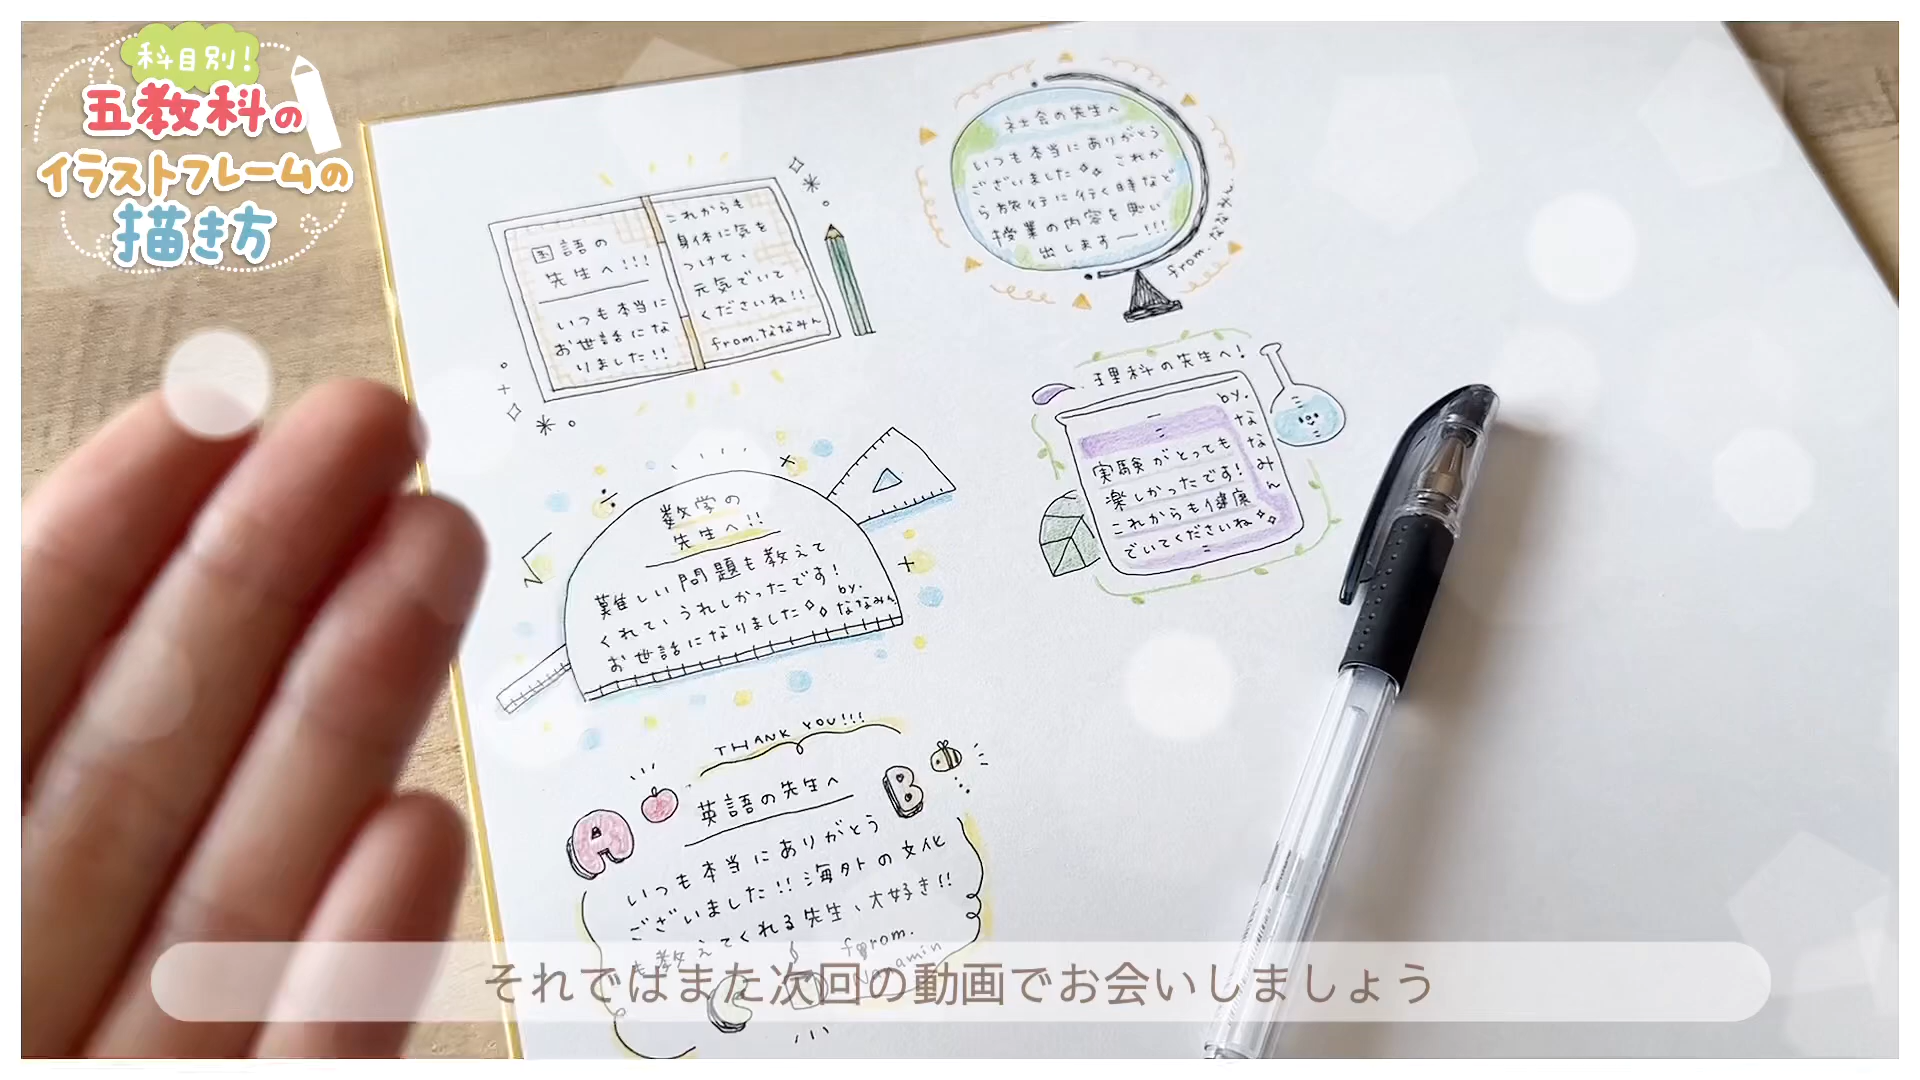 科目別!
五教科の
イラストフレームの
描き方
国語の
先生へ!!!
いつも本当に
お世話にな
りました!!
これからも
身体に気を
つけて、
元気でいて
くださいね!!
from.ななみん
社会の先生へ
いつも本当にありがとう
ございました これか
ら旅行に行く時など
授業の内容を思い
出しますー!!!
from.ななみん.
数学の
先生へ!!
難しい問題も教えて
くれて、うれしかったです!
お世話になりました
by.
ななみん
理科の先生へ!
実験がとっても
楽しかったです!
これからも健康
でいてくださいね
by.
ななみん
THANK YOU!!!
A
B
英語の先生へ
いつも本当にありがとう
ございました!! 海外の文化
も教えてくれる先生、大好き!!
from.
Nanamin
それではまた次回の動画でお会いしましょう